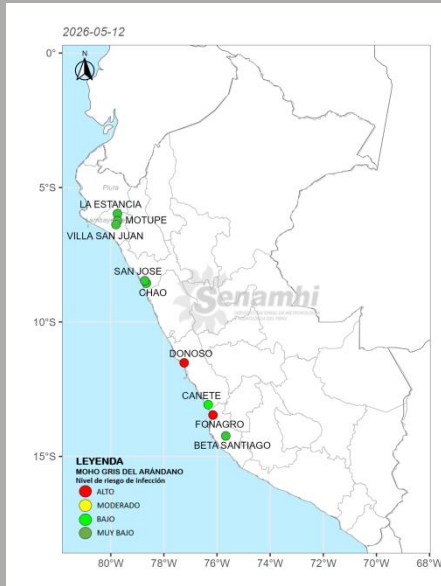 2026-05-12
N
0°
5°S
10°S
15°S
Piura
LA ESTANCIA
MOTUPE
VILLA SAN JUAN
SAN JOSE
CHAO
Senamhi
DONOSO
CANETE
FONAGRO
BETA SANTIAGO
LEYENDA
MOHO GRIS DEL ARÁNDANO
Nivel de riesgo de infección
ALTO
MODERADO
BAJO
MUY BAJO
80°W 78°W 76°W 74°W 72°W 70°W 68°W